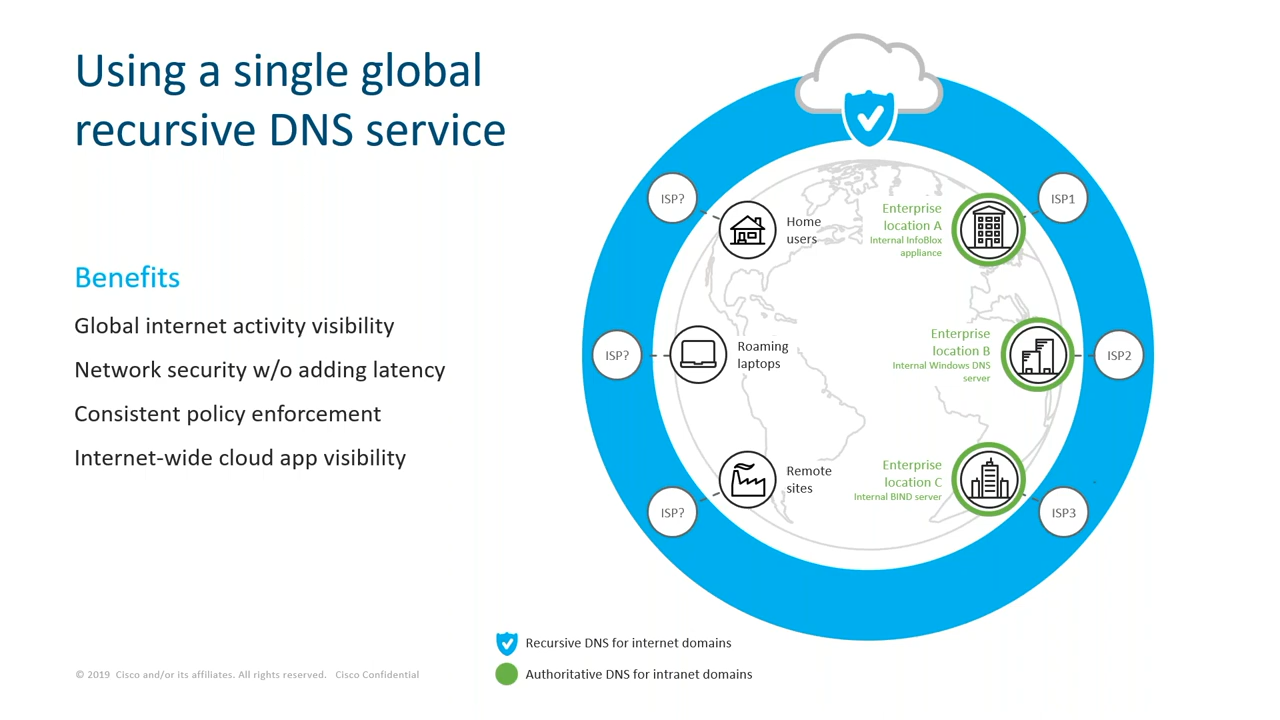 Using a single global
recursive DNS service
Benefits
Global internet activity visibility
Network security w/o adding latency
Consistent policy enforcement
Internet-wide cloud app visibility
ISP?
Home
users
Enterprise
location A
Internal InfoBlox
appliance
ISP1
ISP?
Roaming
laptops
Enterprise
location B
Internal Windows DNS
server
ISP2
ISP?
Remote
sites
Enterprise
location C
Internal BIND server
ISP3
Recursive DNS for internet domains
Authoritative DNS for intranet domains
© 2019 Cisco and/or its affiliates. All rights reserved. Cisco Confidential